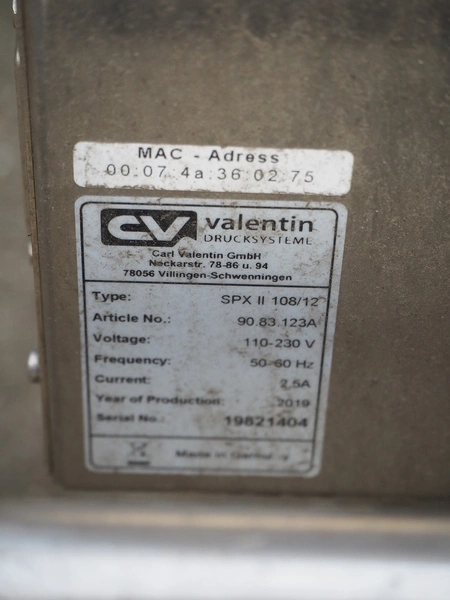 MAC - Adress
00:07:4a:36:02:75
CV valentin
DRUCKSYSTEME
Carl Valentin GmbH
Neckarstr. 78-86 u. 94
78056 Villingen-Schwenningen
Type: SPX II 108/12
Article No.: 90.83.123A
Voltage: 110-230 V
Frequency: 50-60 Hz
Current: 2.5A
Year of Production: 2019
Serial No.: 19821404
Made in Germany